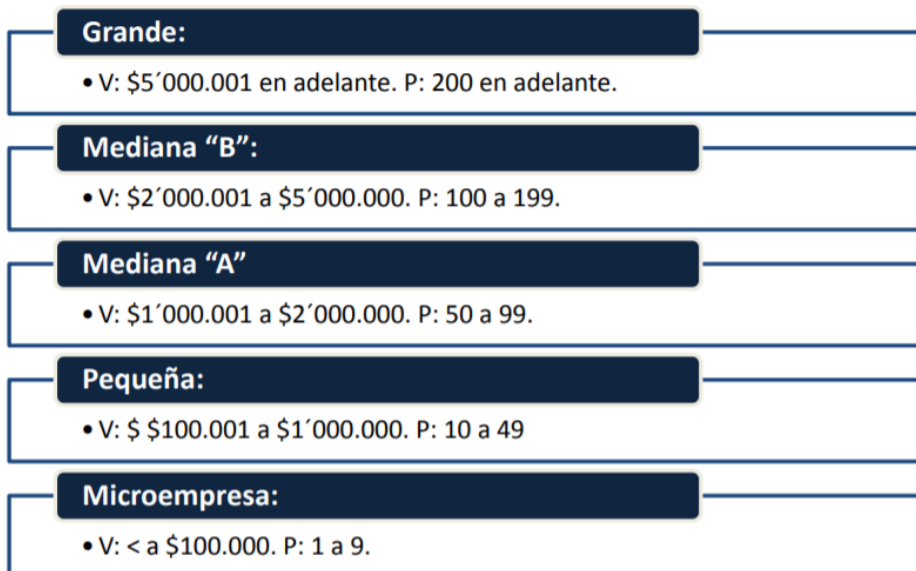 Grande:
• V: $5´000.001 en adelante. P: 200 en adelante.
Mediana “B”:
• V: $2´000.001 a $5´000.000. P: 100 a 199.
Mediana “A”
• V: $1´000.001 a $2´000.000. P: 50 a 99.
Pequeña:
• V: $ $100.001 a $1´000.000. P: 10 a 49
Microempresa:
• V: < a $100.000. P: 1 a 9.